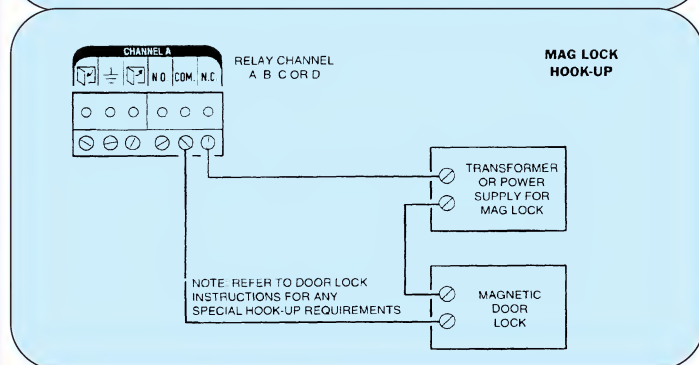 CHANNEL A
N.O. COM. N.C
RELAY CHANNEL
A B C OR D
MAG LOCK
HOOK-UP
TRANSFORMER
OR POWER
SUPPLY FOR
MAG LOCK
NOTE: REFER TO DOOR LOCK
INSTRUCTIONS FOR ANY
SPECIAL HOOK-UP REQUIREMENTS
MAGNETIC
DOOR
LOCK